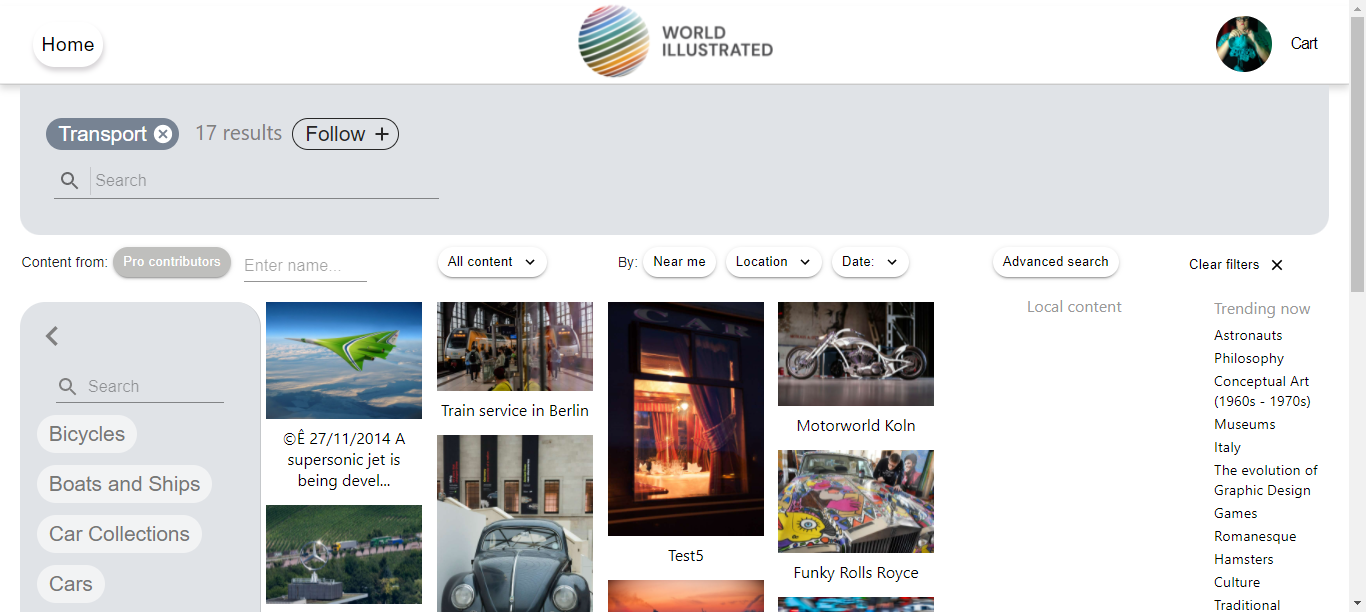 Home
WORLD
ILLUSTRATED
Cart
Transport
17 results
Follow +
Search
Content from:
Pro contributors
Enter name...
All content
By:
Near me
Location
Date:
Advanced search
Clear filters
Search
Bicycles
Boats and Ships
Car Collections
Cars
©Ê 27/11/2014 A
supersonic jet is
being devel...
Train service in Berlin
CAR
Test5
Motorworld Koln
Funky Rolls Royce
Local content
Trending now
Astronauts
Philosophy
Conceptual Art
(1960s - 1970s)
Museums
Italy
The evolution of
Graphic Design
Games
Romanesque
Hamsters
Culture
Traditional